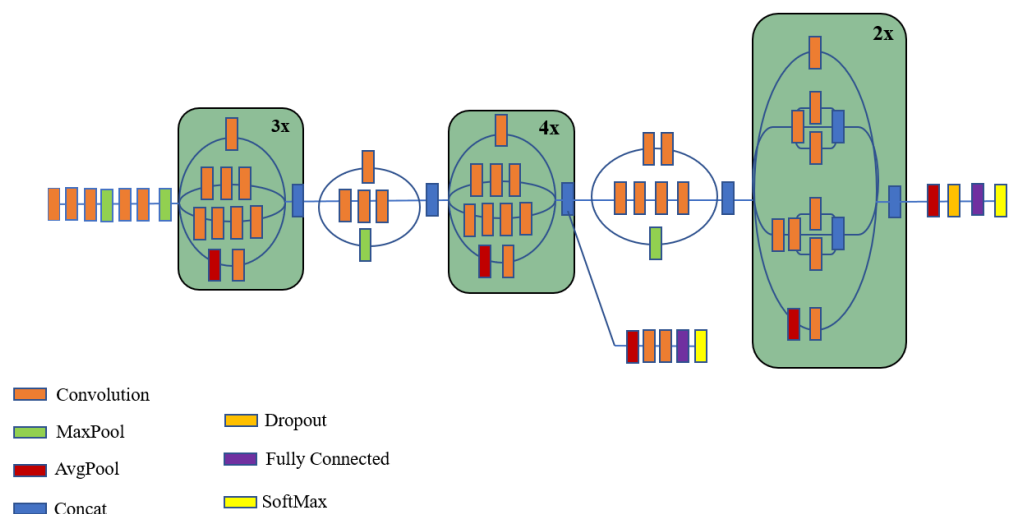 3x
4x
2x
Convolution
MaxPool
AvgPool
Concat
Dropout
Fully Connected
SoftMax